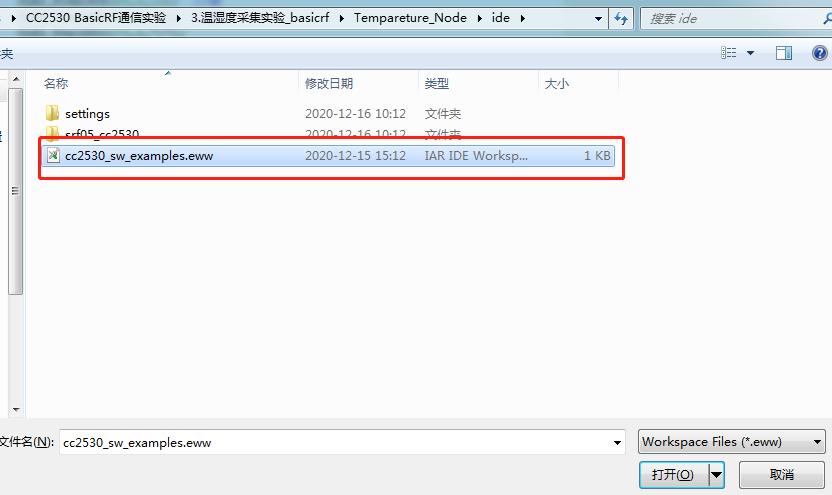 CC2530 BasicRF通信实验 3.温湿度采集实验_basicrf Tempareture_Node ide 搜索 ide
夹
名称 修改日期 类型 大小
settings 2020-12-16 10:12 文件夹
srf05_cc2530 2020-12-16 10:12 文件夹
cc2530_sw_examples.eww 2020-12-15 15:12 IAR IDE Worksp... 1 KB
文件名(N): cc2530_sw_examples.eww Workspace Files (*.eww)
打开(O) 取消